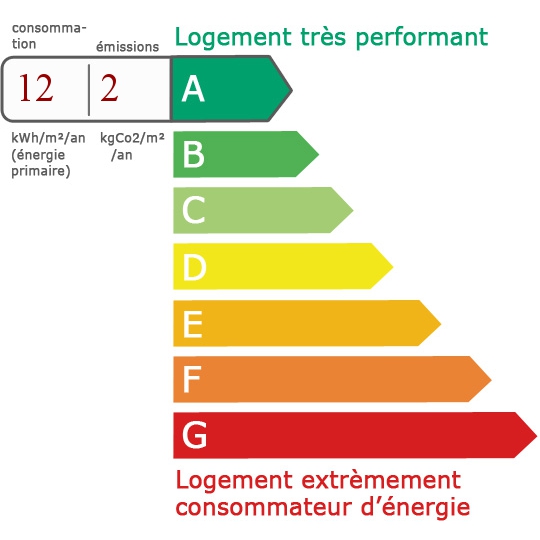 consomma-
tion
émissions
Logement très performant
12
2
A
kWh/m²/an
(énergie
primaire)
kgCo2/m²
/an
B
C
D
E
F
G
Logement extrèmement
consommateur d'énergie